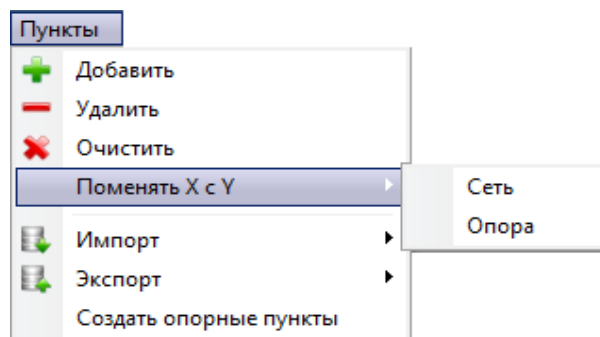 Пункты
Добавить
Удалить
Очистить
Поменять X с Y
Сеть
Опора
Импорт
Экспорт
Создать опорные пункты